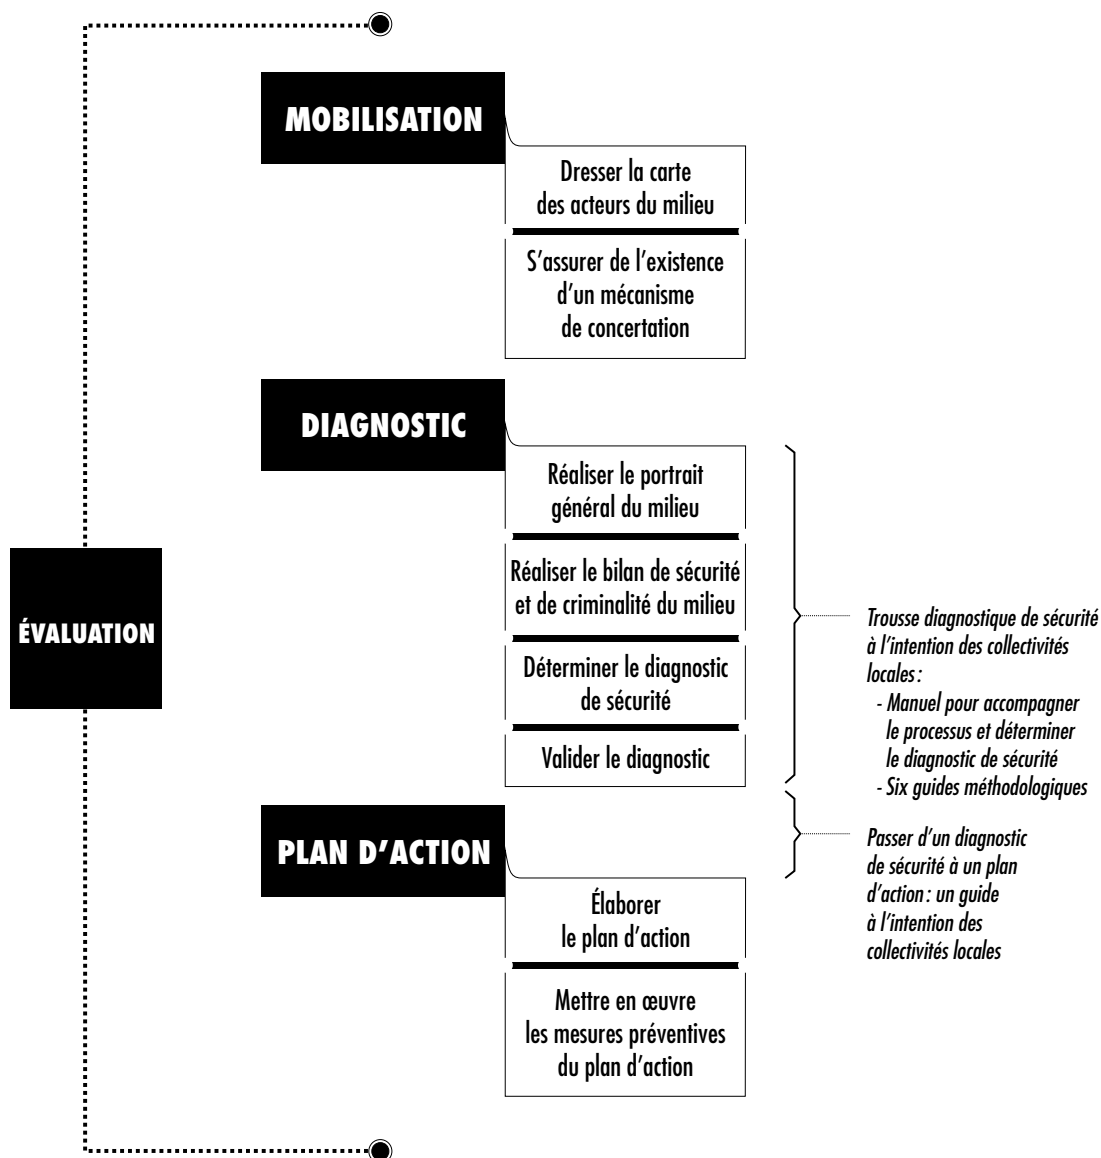 MOBILISATION
Dresser la carte
des acteurs du milieu
S'assurer de l'existence
d'un mécanisme
de concertation
DIAGNOSTIC
Réaliser le portrait
général du milieu
Réaliser le bilan de sécurité
et de criminalité du milieu
Déterminer le diagnostic
de sécurité
Valider le diagnostic
ÉVALUATION
Trousse diagnostique de sécurité
à l'intention des collectivités
locales :
- Manuel pour accompagner
le processus et déterminer
le diagnostic de sécurité
- Six guides méthodologiques
PLAN D'ACTION
Élaborer
le plan d'action
Mettre en œuvre
les mesures préventives
du plan d'action
Passer d'un diagnostic
de sécurité à un plan
d'action : un guide
à l'intention des
collectivités locales